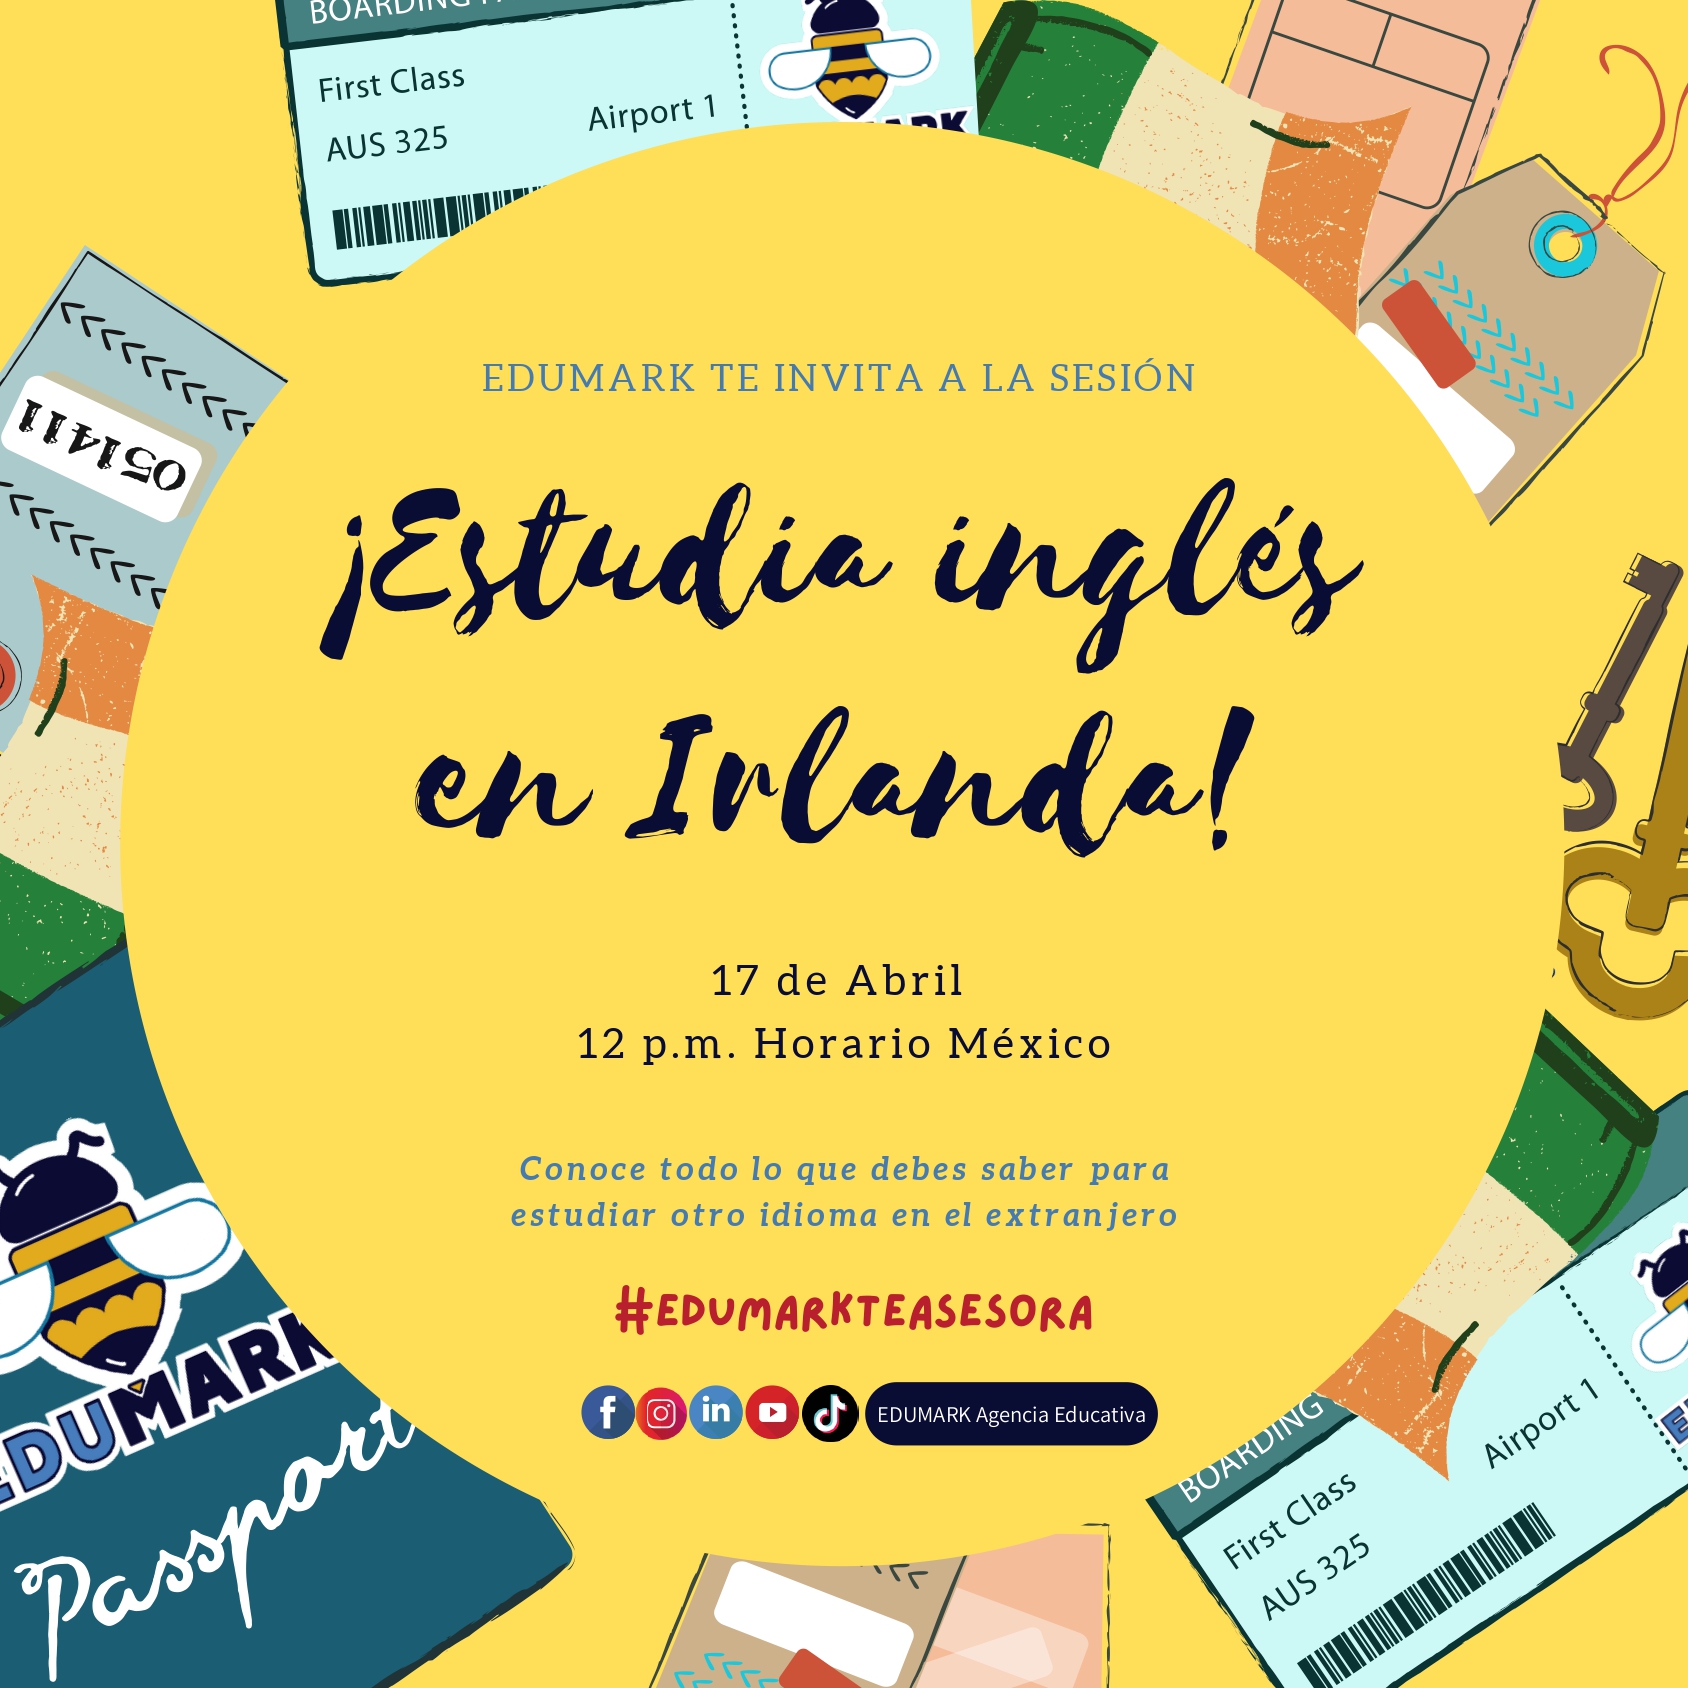 BOARDING
First Class
AUS 325
Airport 1
051411
EDUMARK TE INVITA A LA SESIÓN
¡Estudia inglés
en Irlanda!
17 de Abril
12 p.m. Horario México
Conoce todo lo que debes saber para
estudiar otro idioma en el extranjero
#EDUMARKTEASESORA
EDUMARK Agencia Educativa
EDUMARK
Passport
BOARDING
First Class
AUS 325
Airport 1